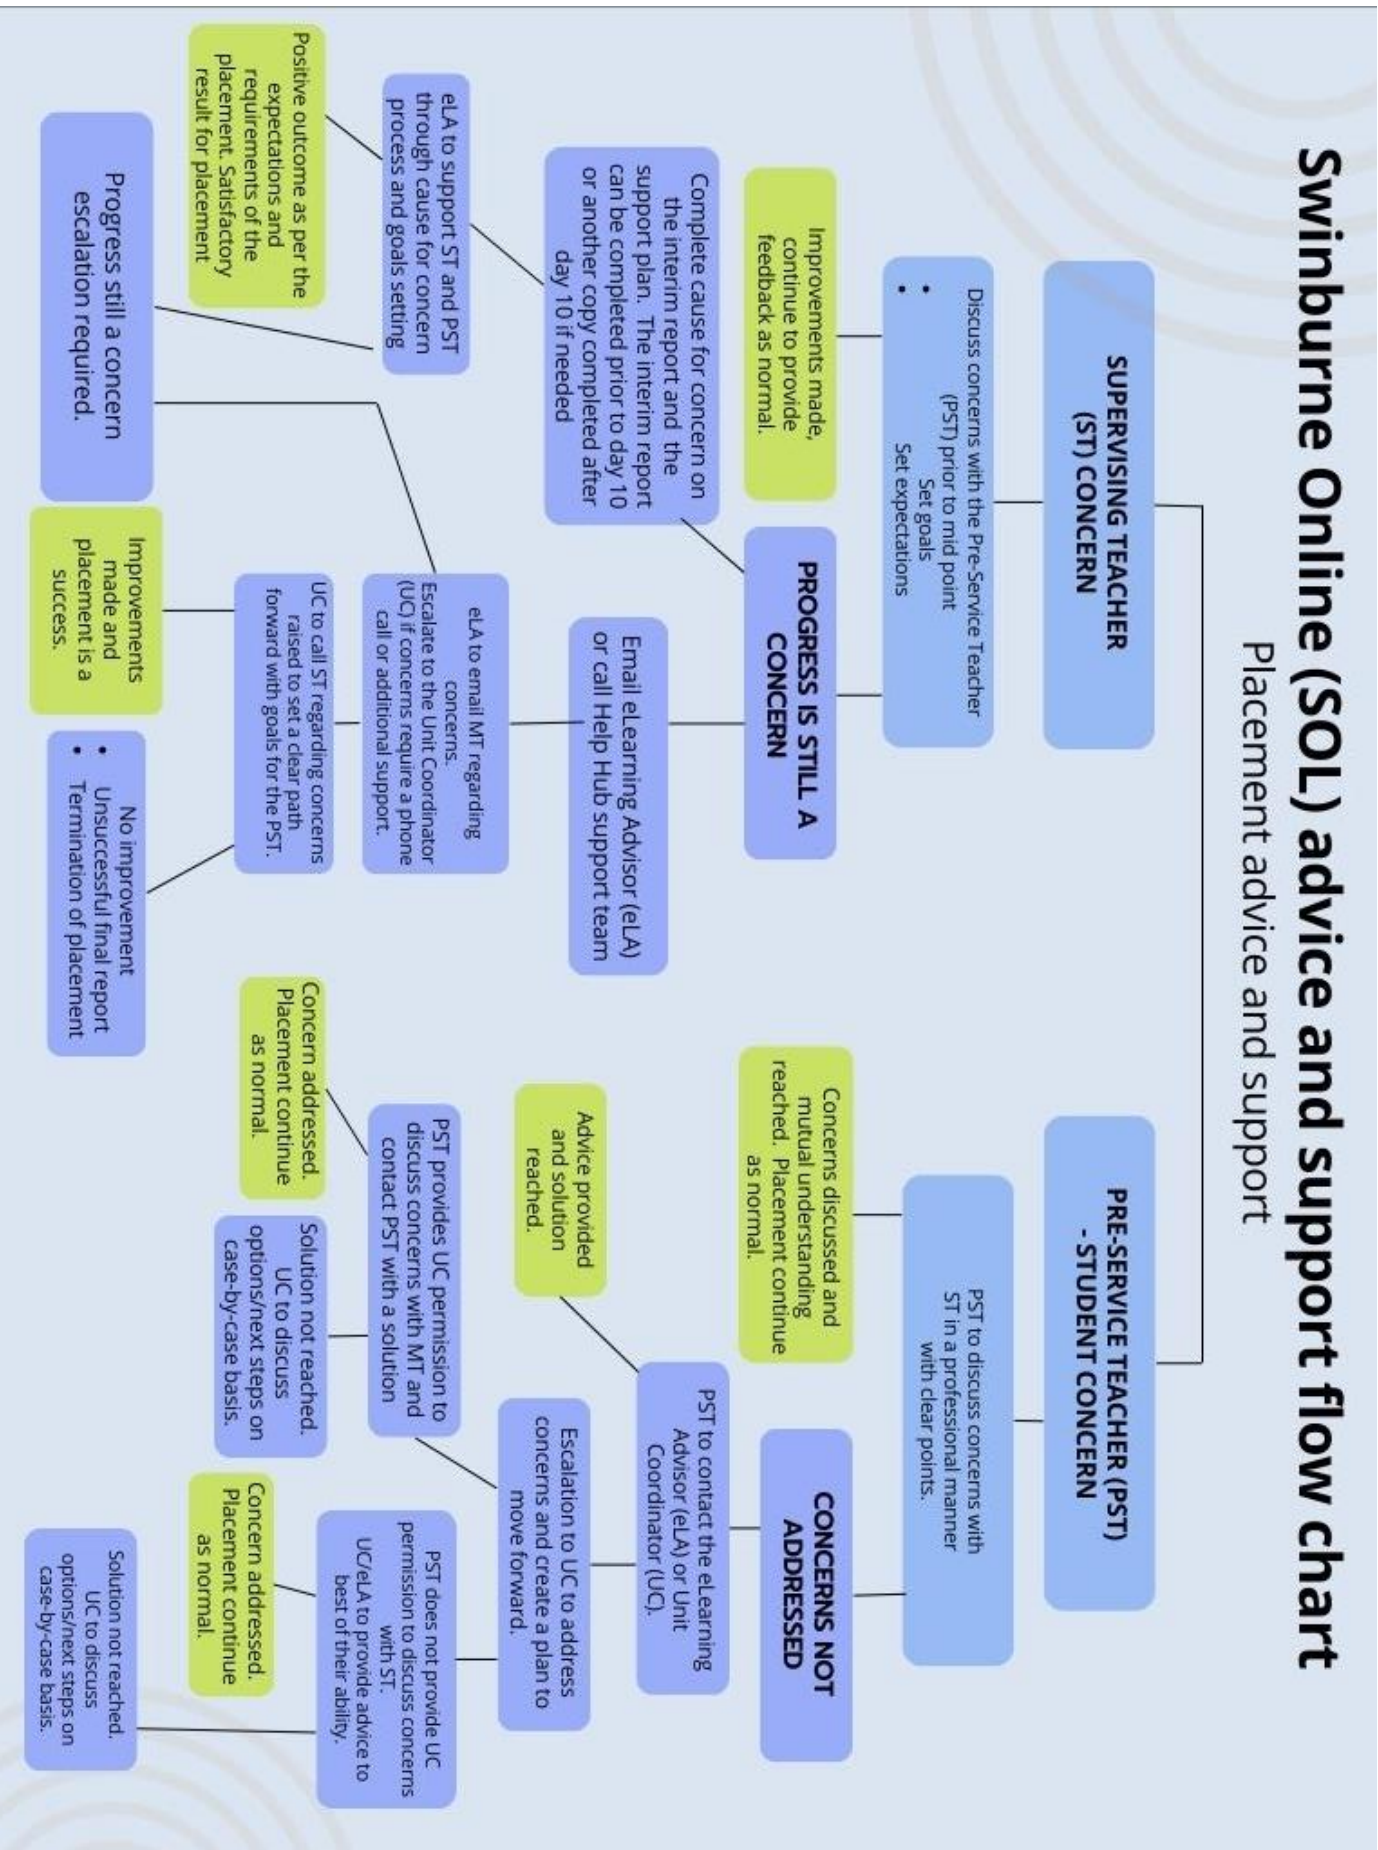 Swinburne Online (SOL) advice and support flow chart
Placement advice and support
SUPERVISING TEACHER
(ST) CONCERN
Discuss concerns with the Pre-Service Teacher
(PST) prior to mid point
• Set goals
• Set expectations
Improvements made,
continue to provide
feedback as normal.
PROGRESS IS STILL A
CONCERN
Complete cause for concern on
the interim report and the
support plan. The interim report
can be completed prior to day 10
or another copy completed after
day 10 if needed
Email eLearning Advisor (eLA)
or call Help Hub support team
eLA to support ST and PST
through cause for concern
process and goals setting
eLA to email MT regarding
concerns.
Escalate to the Unit Coordinator
(UC) if concerns require a phone
call or additional support.
Positive outcome as per the
expectations and
requirements of the
placement. Satisfactory
result for placement
UC to call ST regarding concerns
raised to set a clear path
forward with goals for the PST.
Progress still a concern
escalation required.
Improvements
made and
placement is a
success.
No improvement
• Unsuccessful final report
• Termination of placement
PRE-SERVICE TEACHER (PST)
- STUDENT CONCERN
PST to discuss concerns with
ST in a professional manner
with clear points.
Concerns discussed and
mutual understanding
reached. Placement continue
as normal.
CONCERNS NOT
ADDRESSED
PST to contact the eLearning
Advisor (eLA) or Unit
Coordinator (UC).
Advice provided
and solution
reached.
Escalation to UC to address
concerns and create a plan to
move forward.
PST provides UC permission to
discuss concerns with MT and
contact PST with a solution
PST does not provide UC
permission to discuss concerns
with ST.
UC/eLA to provide advice to
best of their ability.
Concern addressed.
Placement continue
as normal.
Solution not reached.
UC to discuss
options/next steps on
case-by-case basis.
Concern addressed.
Placement continue
as normal.
Solution not reached.
UC to discuss
options/next steps on
case-by-case basis.